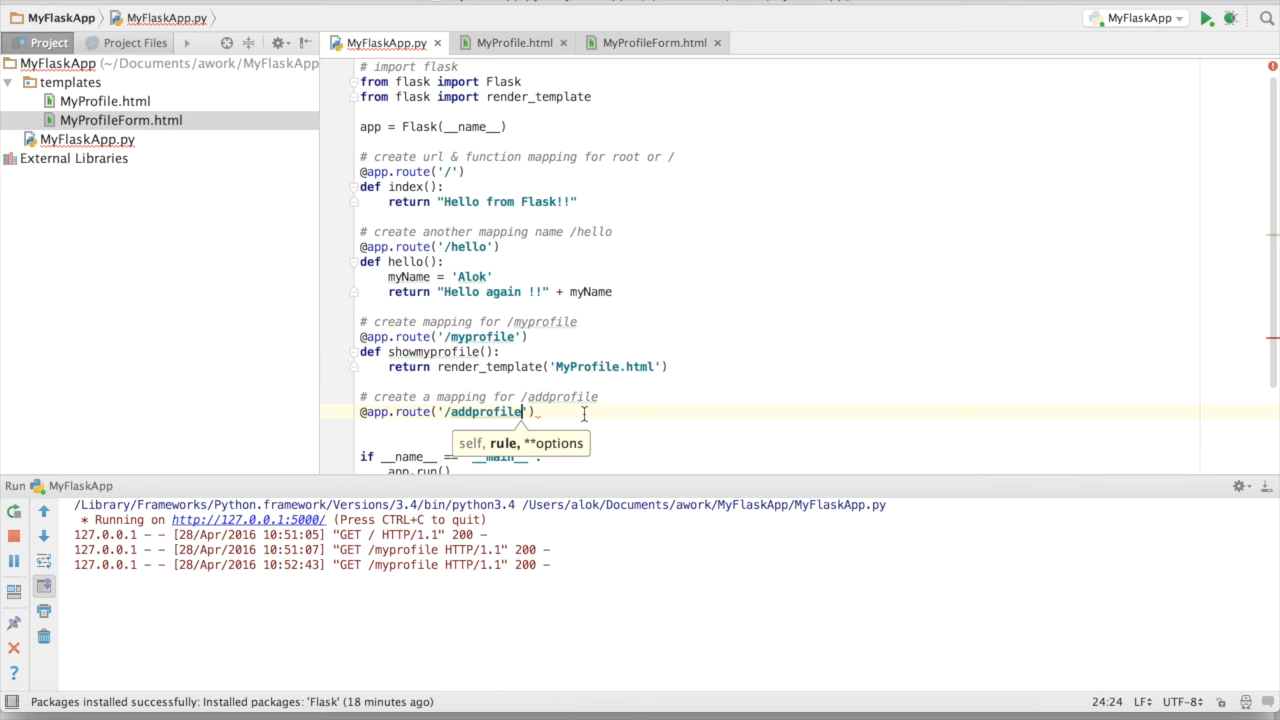 MyFlaskApp MyFlaskApp.py MyFlaskApp
Project Project Files MyFlaskApp.py MyProfile.html MyProfileForm.html
MyFlaskApp (~/Documents/awork/MyFlaskApp
templates
MyProfile.html
MyProfileForm.html
MyFlaskApp.py
External Libraries
# import flask
from flask import Flask
from flask import render_template
app = Flask(__name__)
# create url & function mapping for root or /
@app.route('/')
def index():
return "Hello from Flask!!"
# create another mapping name /hello
@app.route('/hello')
def hello():
myName = 'Alok'
return "Hello again !!" + myName
# create mapping for /myprofile
@app.route('/myprofile')
def showmyprofile():
return render_template('MyProfile.html')
# create a mapping for /addprofile
@app.route('/addprofile')
self, rule, **options
if __name__ == '__main__':
app.run()
Run MyFlaskApp
/Library/Frameworks/Python.framework/Versions/3.4/bin/python3.4 /Users/alok/Documents/awork/MyFlaskApp/MyFlaskApp.py
* Running on http://127.0.0.1:5000/ (Press CTRL+C to quit)
127.0.0.1 - - [28/Apr/2016 10:51:05] "GET / HTTP/1.1" 200 -
127.0.0.1 - - [28/Apr/2016 10:51:07] "GET /myprofile HTTP/1.1" 200 -
127.0.0.1 - - [28/Apr/2016 10:52:43] "GET /myprofile HTTP/1.1" 200 -
Packages installed successfully: Installed packages: 'Flask' (18 minutes ago) 24:24 LF UTF-8